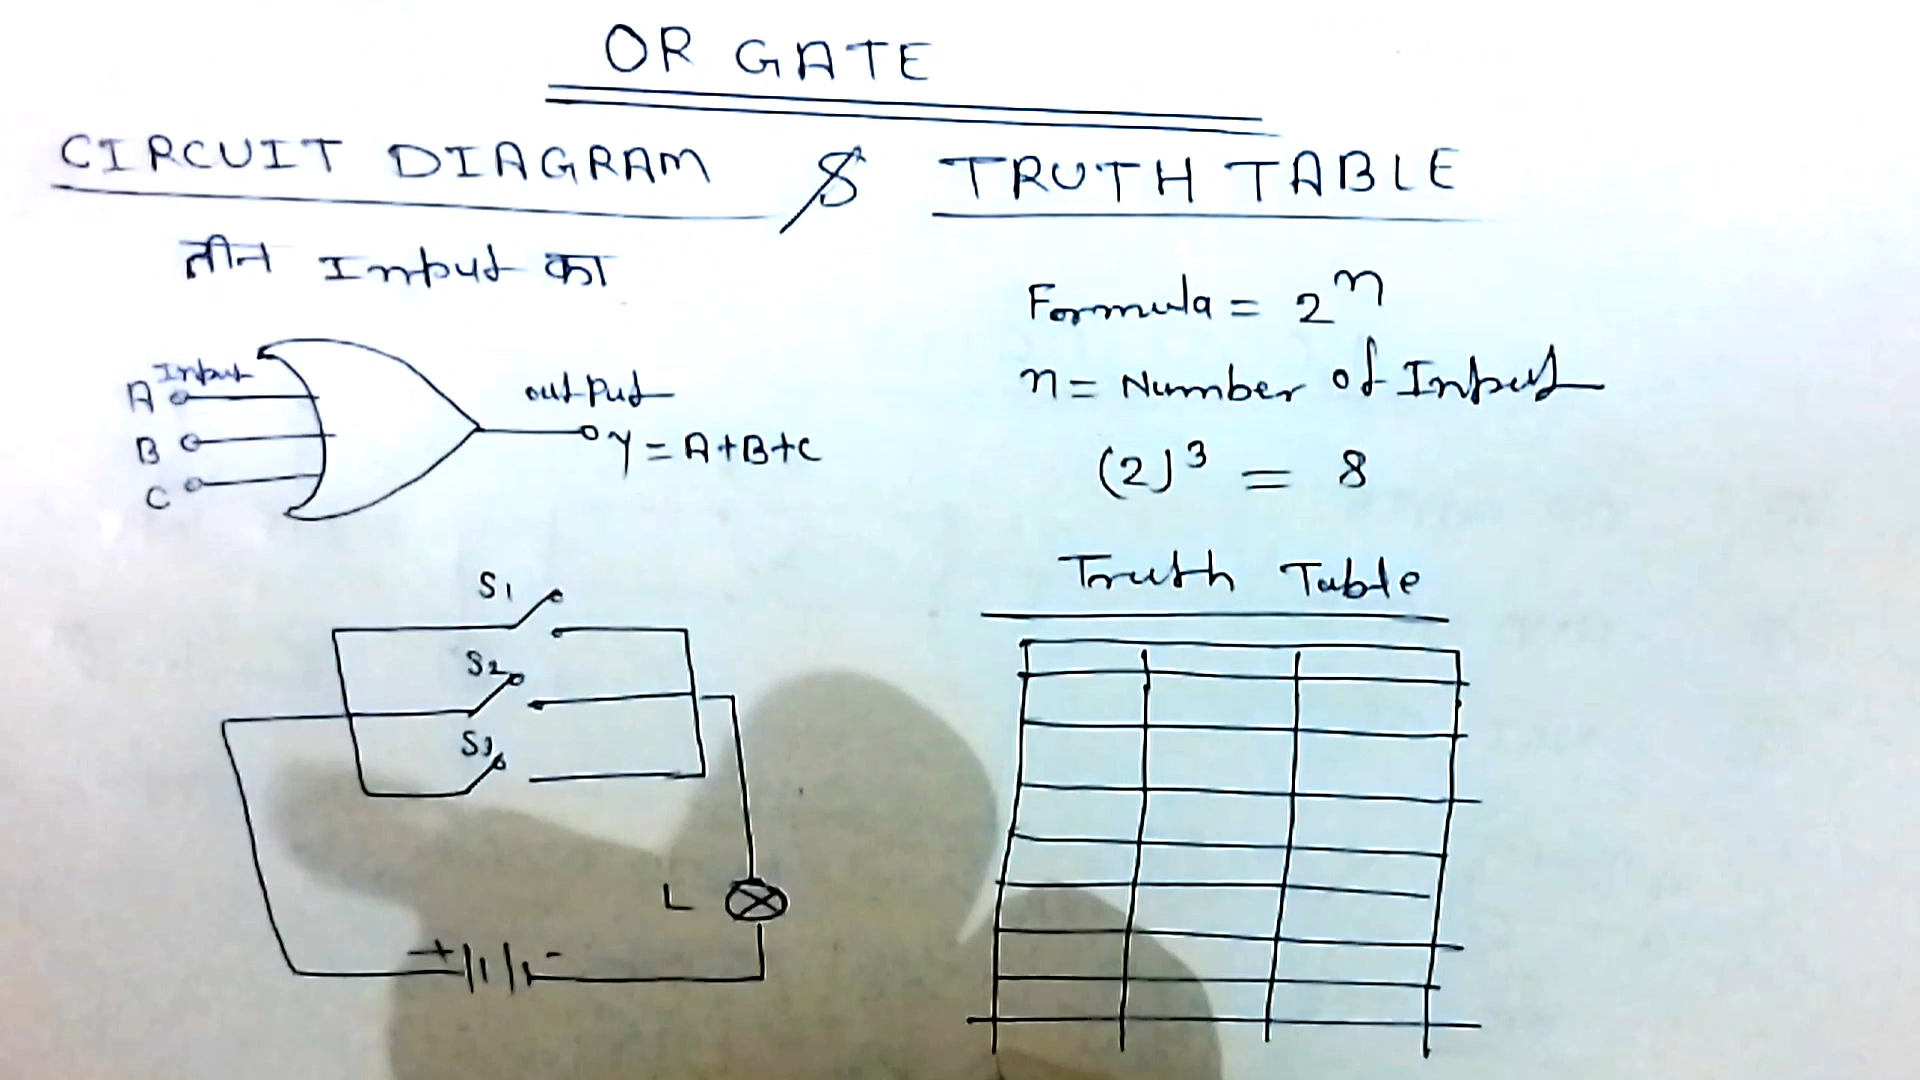 OR GATE
CIRCUIT DIAGRAM & TRUTH TABLE
तीन Input का
Input
A
B
C
output
Y = A+B+C
Formula = 2ⁿ
n = Number of Input
(2)³ = 8
S1
S2
S3
L
+ -
Truth Table